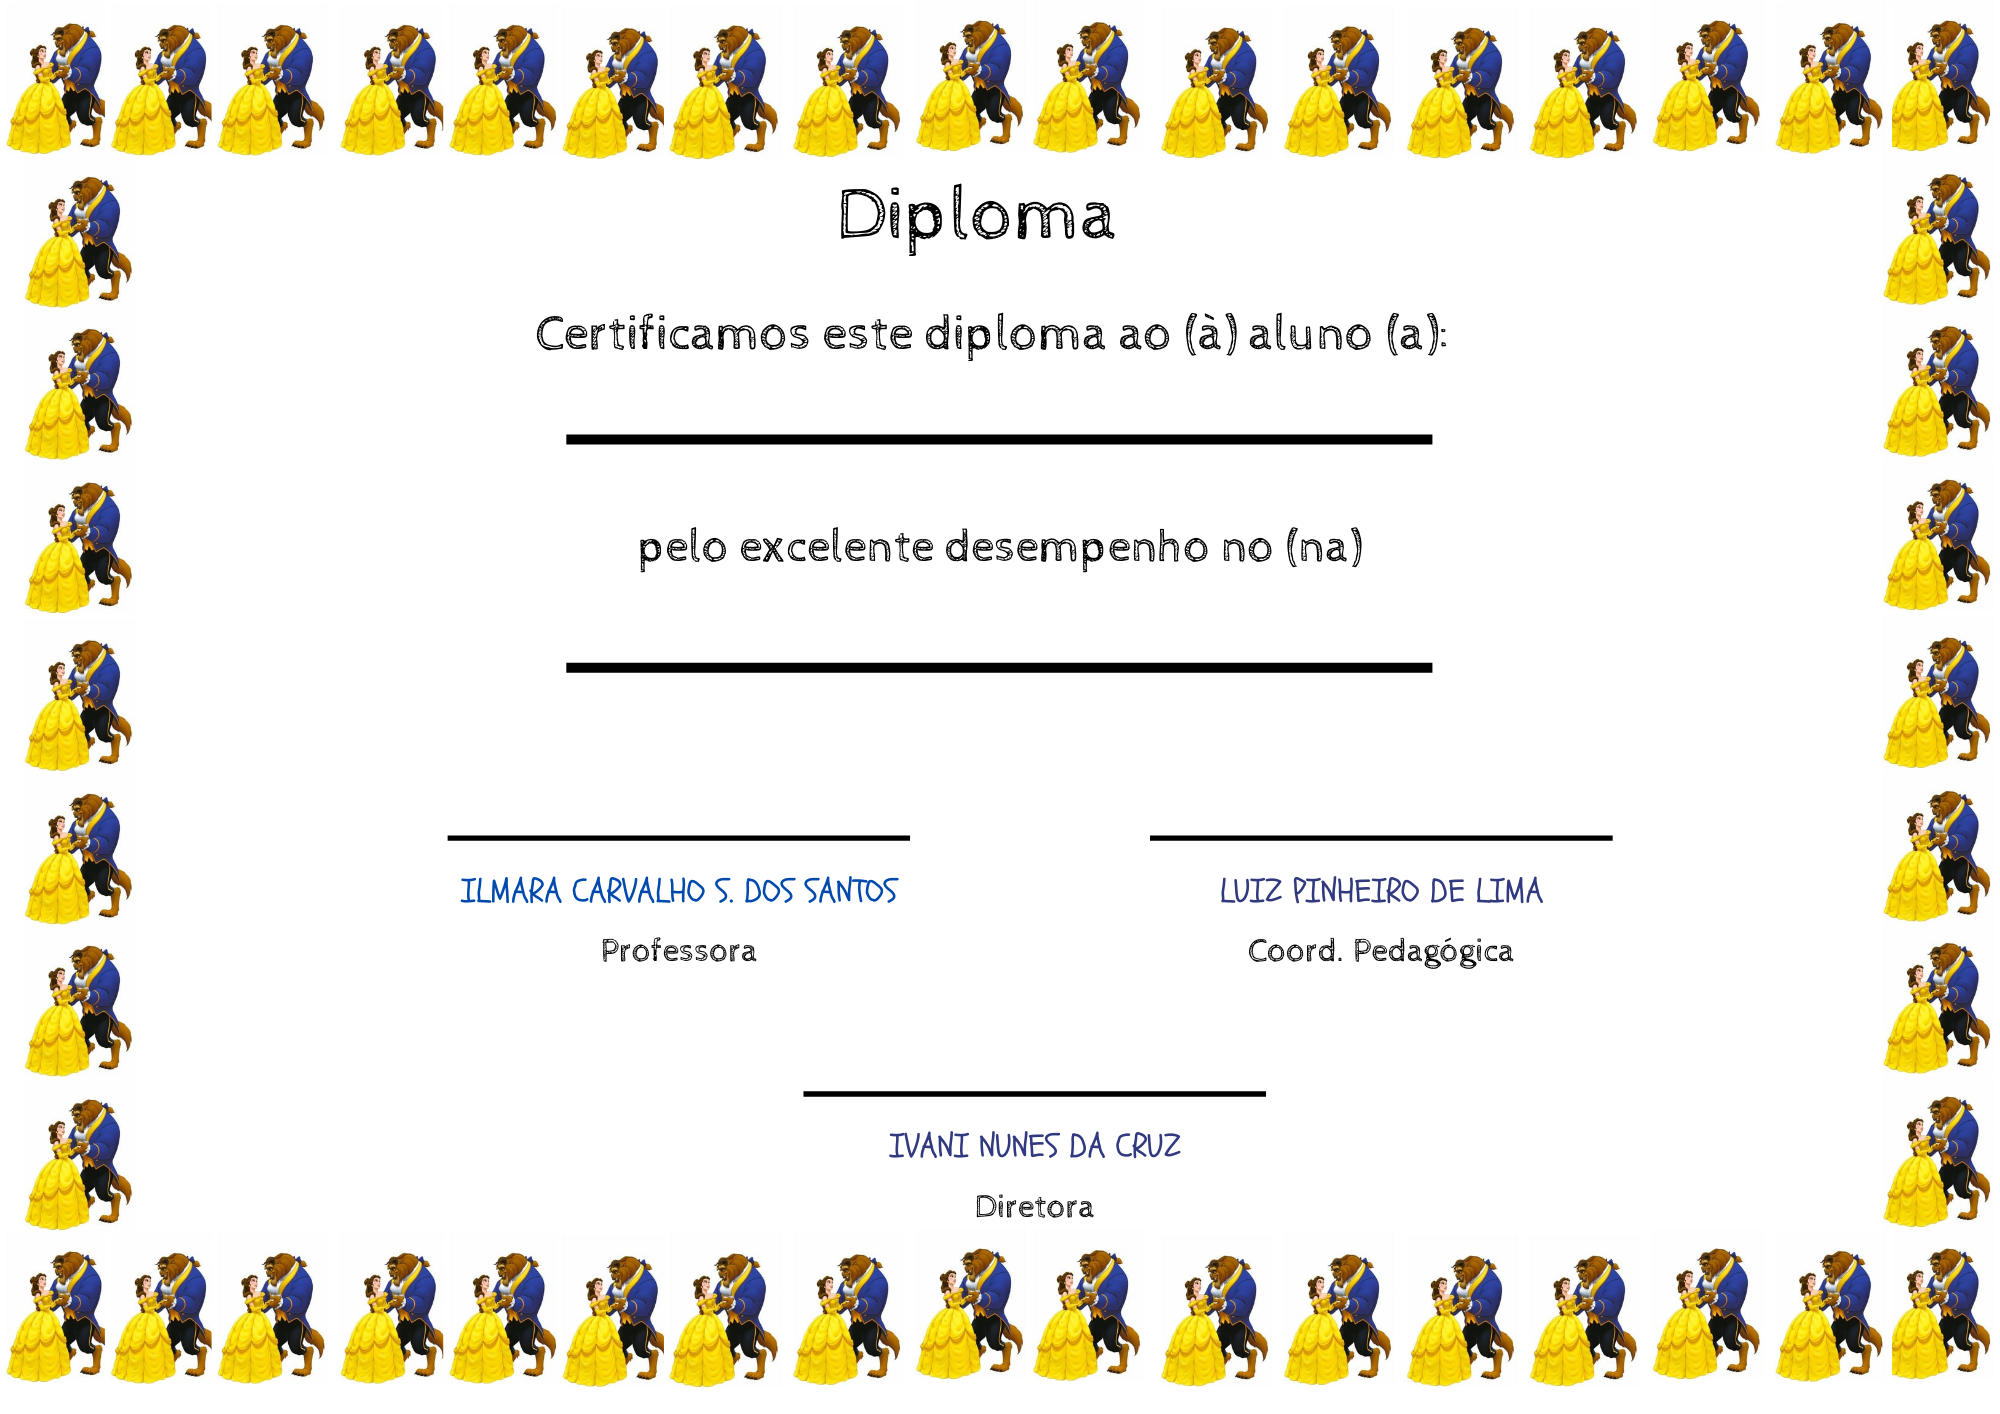 Diploma
Certificamos este diploma ao (à) aluno (a):
pelo excelente desempenho no (na)
ILMARA CARVALHO S. DOS SANTOS
LUIZ PINHEIRO DE LIMA
Professora
Coord. Pedagógica
IVANI NUNES DA CRUZ
Diretora